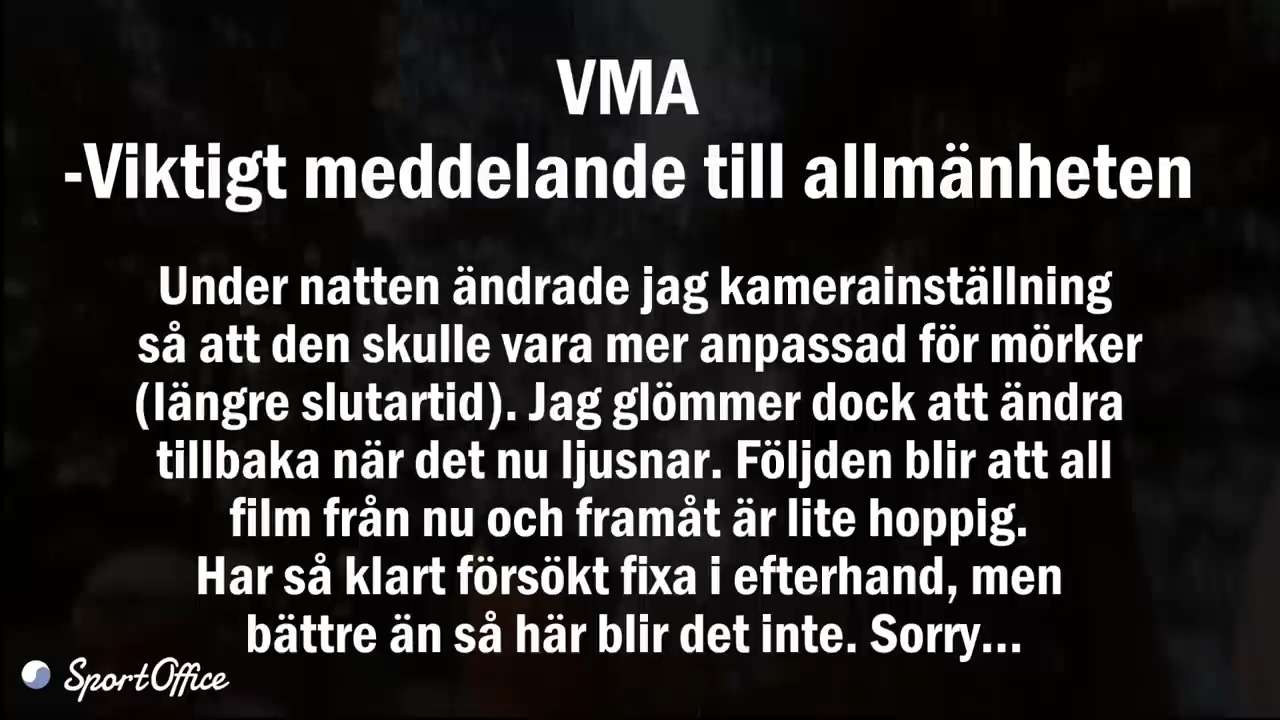 VMA
-Viktigt meddelande till allmänheten
Under natten ändrade jag kamerainställning
så att den skulle vara mer anpassad för mörker
(längre slutartid). Jag glömmer dock att ändra
tillbaka när det nu ljusnar. Följden blir att all
film från nu och framåt är lite hoppig.
Har så klart försökt fixa i efterhand, men
bättre än så här blir det inte. Sorry...
SportOffice